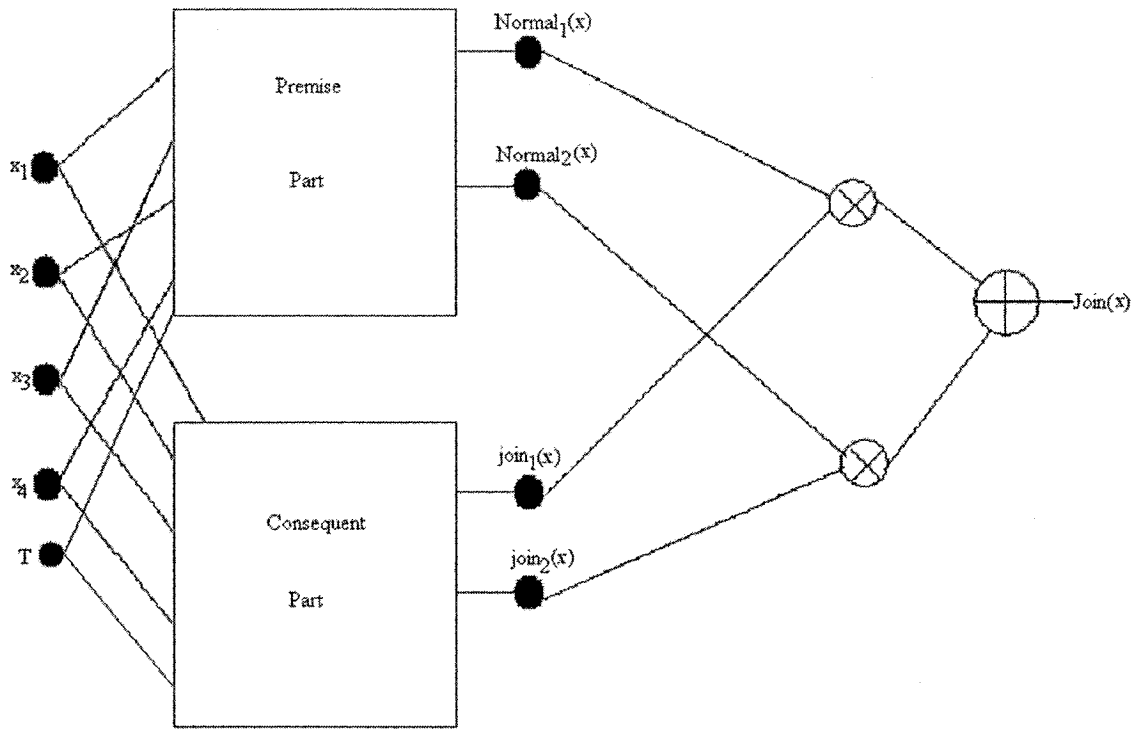 Normal1(x)
Premise
Normal2(x)
x1
Part
x2
Join(x)
x3
join1(x)
x4
Consequent
T
join2(x)
Part